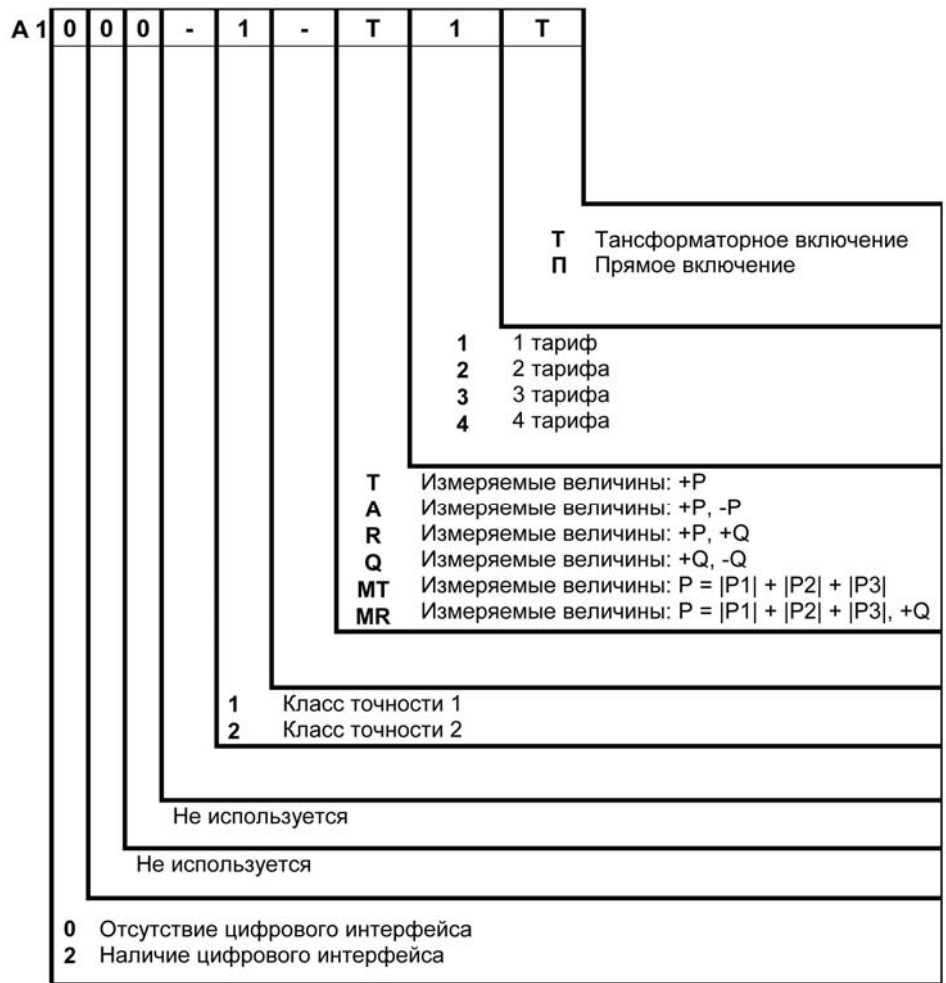 А 1 0 0 0 - 1 - Т 1 Т
Т Тансформаторное включение
П Прямое включение
1 1 тариф
2 2 тарифа
3 3 тарифа
4 4 тарифа
Т Измеряемые величины: +P
А Измеряемые величины: +P, -P
R Измеряемые величины: +P, +Q
Q Измеряемые величины: +Q, -Q
МТ Измеряемые величины: P = |P1| + |P2| + |P3|
MR Измеряемые величины: P = |P1| + |P2| + |P3|, +Q
1 Класс точности 1
2 Класс точности 2
Не используется
Не используется
0 Отсутствие цифрового интерфейса
2 Наличие цифрового интерфейса